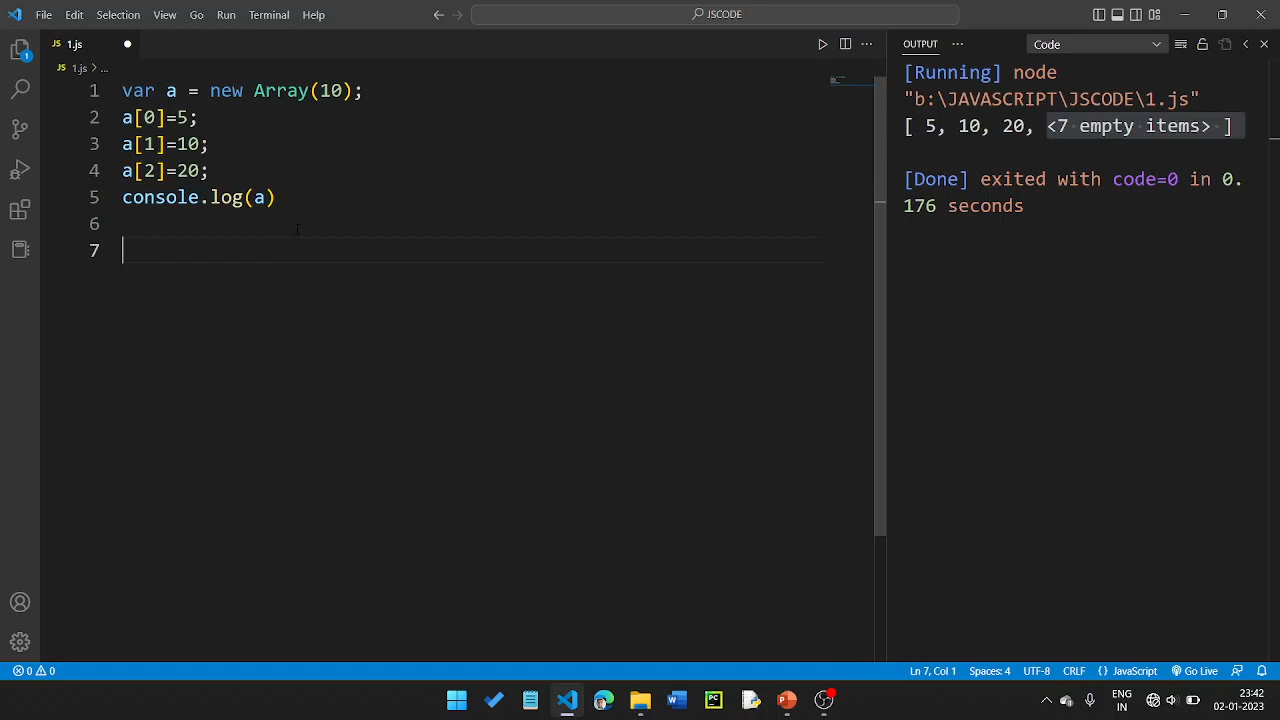 File Edit Selection View Go Run Terminal Help
JSCODE
JS 1.js
JS 1.js > ...
1 var a = new Array(10);
2 a[0]=5;
3 a[1]=10;
4 a[2]=20;
5 console.log(a)
6
7
OUTPUT ... Code
[Running] node
"b:\JAVASCRIPT\JSCODE\1.js"
[ 5, 10, 20, <7 empty items> ]
[Done] exited with code=0 in 0.
176 seconds
1
0 0
Ln 7, Col 1 Spaces: 4 UTF-8 CRLF {} JavaScript Go Live
W PC P
ENG
IN
23:42
02-01-2023